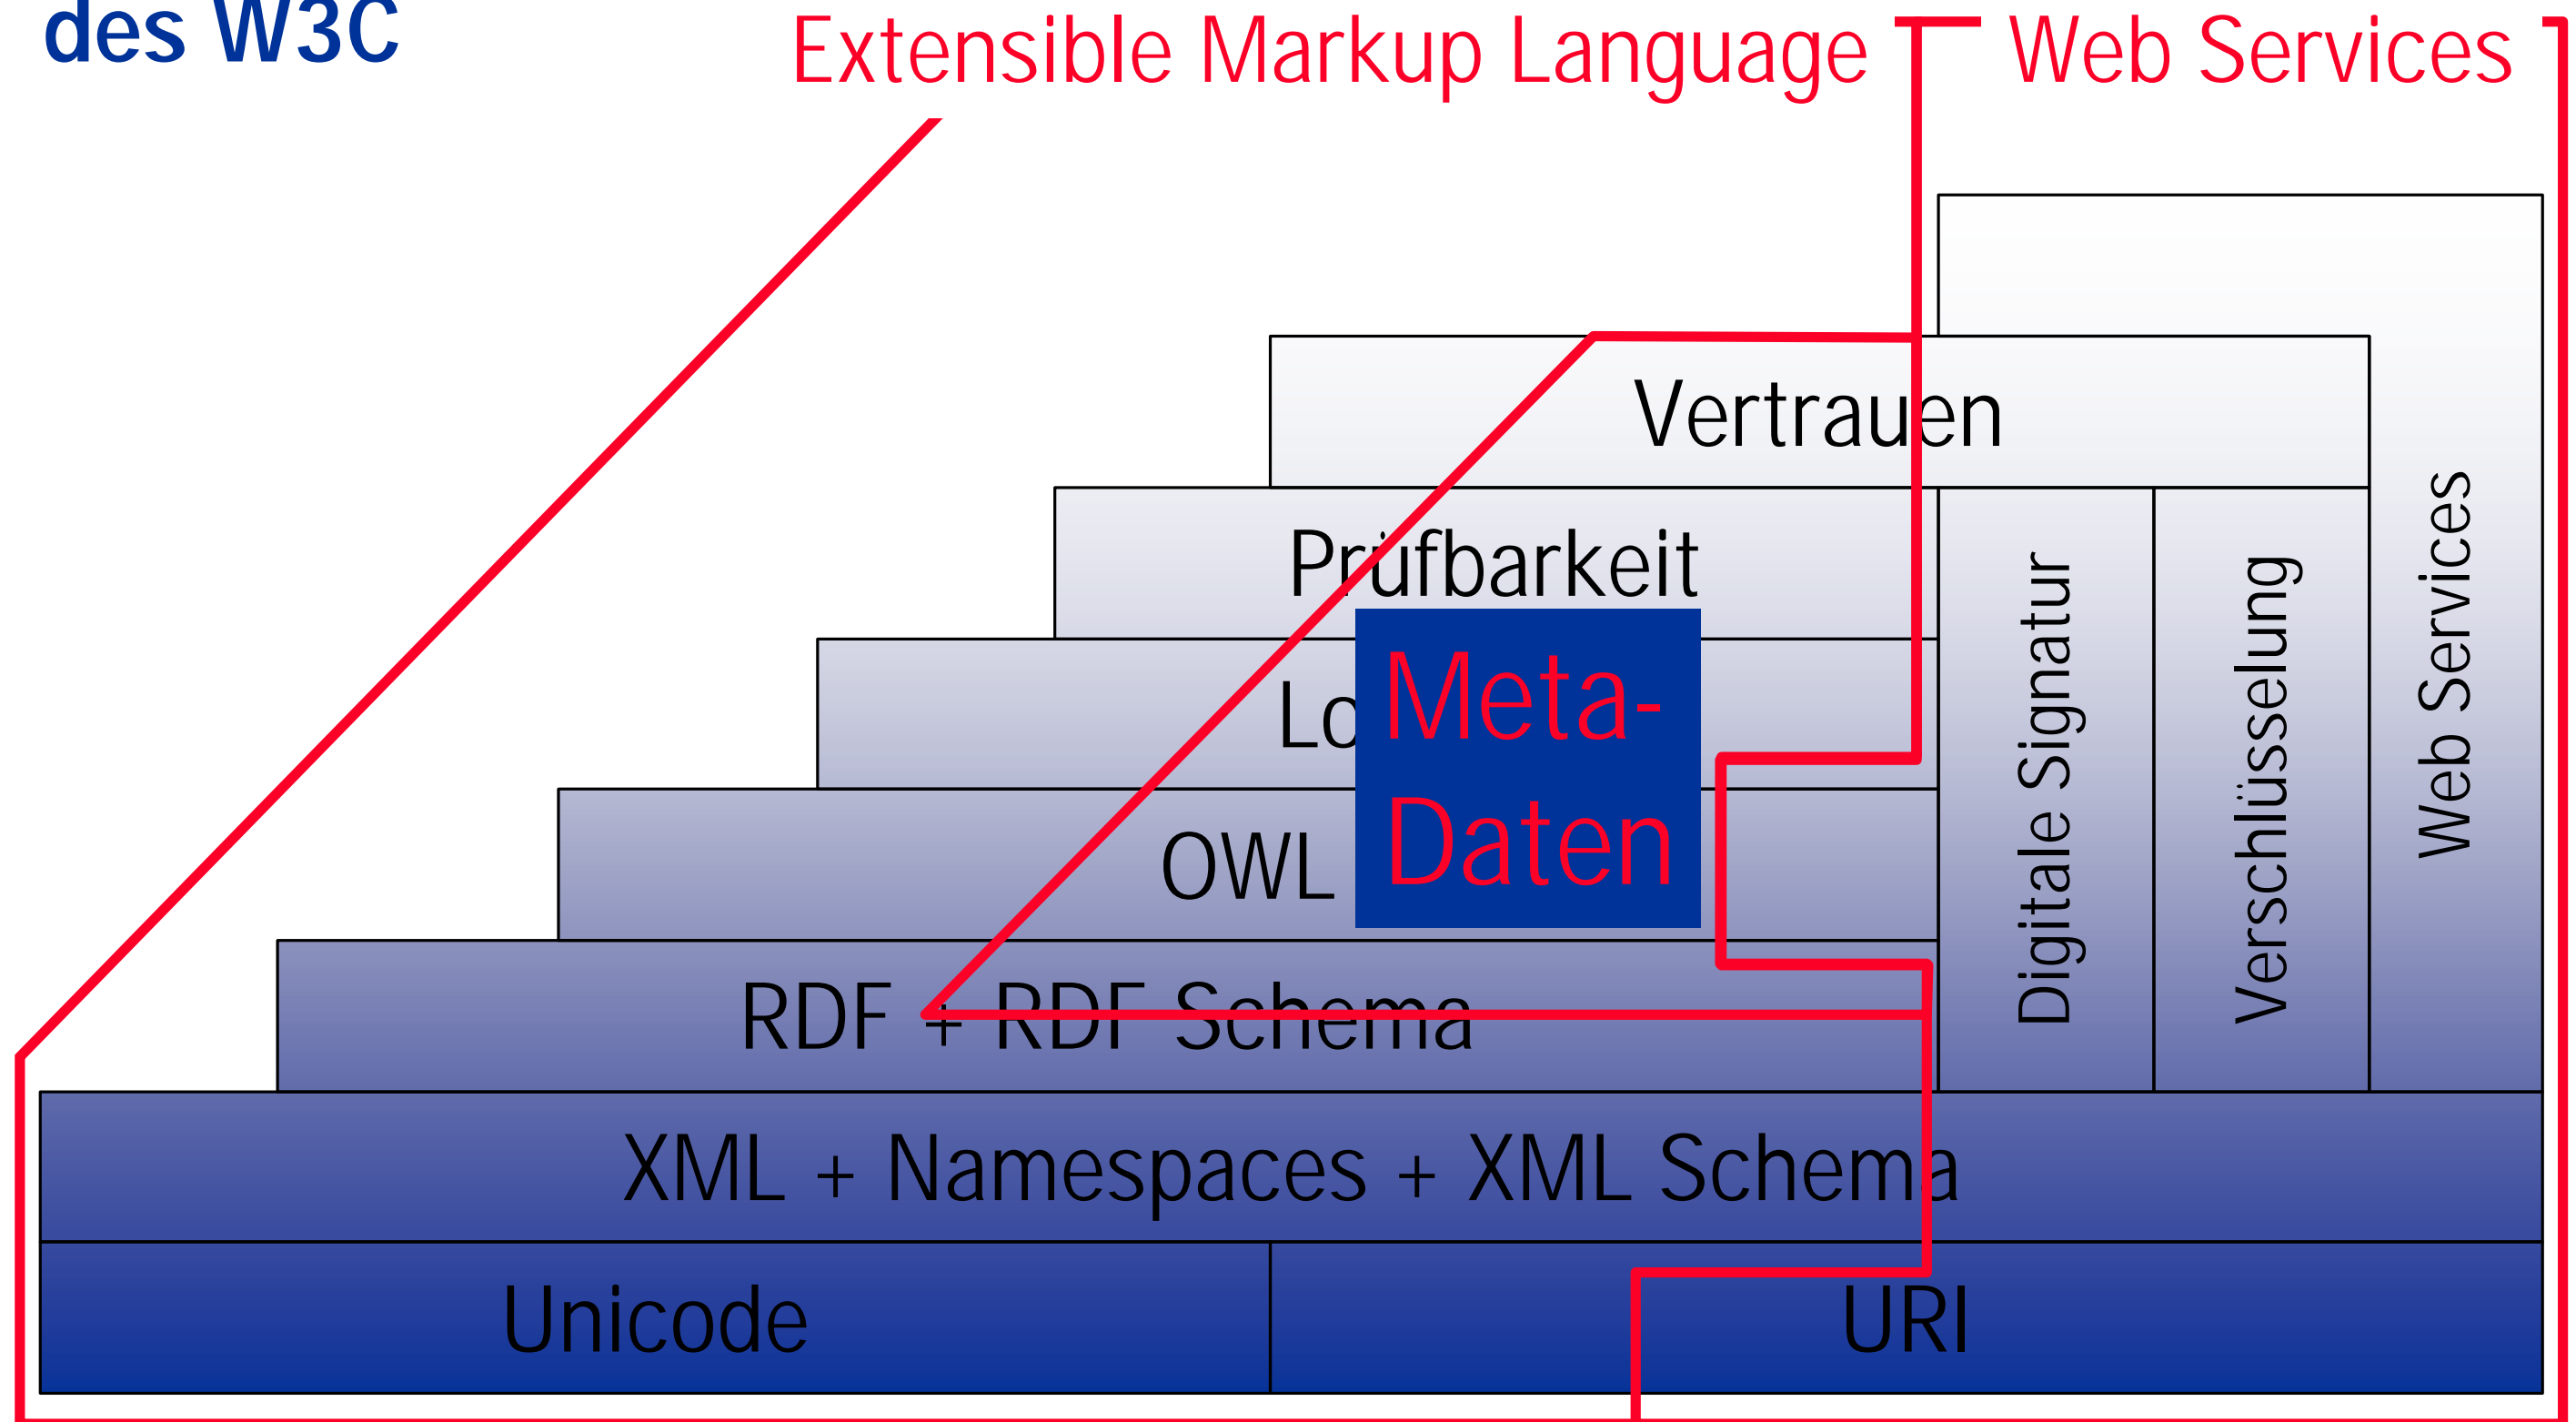 des W3C
Extensible Markup Language
Web Services
Vertrauen
Prüfbarkeit
Meta-
Daten
OWL
RDF + RDF Schema
Digitale Signatur
Verschlüsselung
Web Services
XML + Namespaces + XML Schema
Unicode
URI